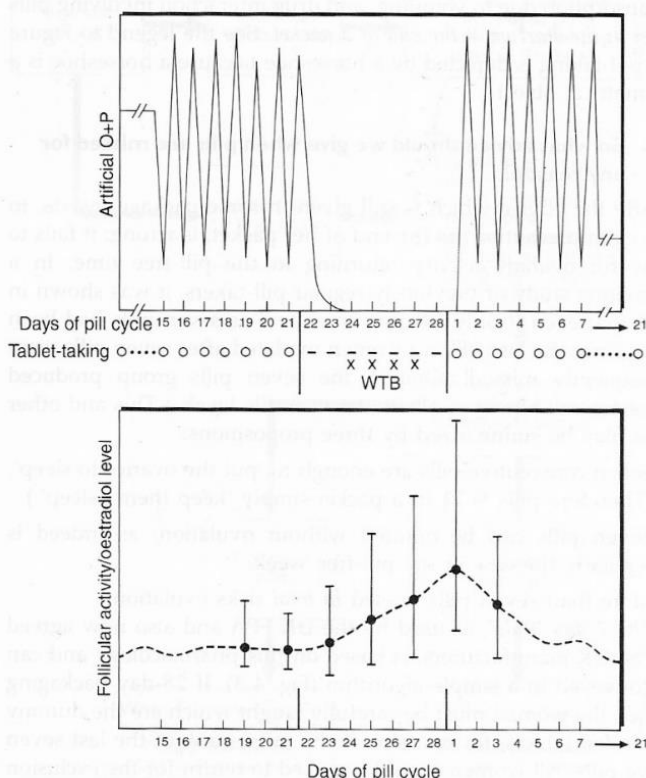 Artificial O+P
Days of pill cycle 15 16 17 18 19 20 21 22 23 24 25 26 27 28 1 2 3 4 5 6 7 → 21
Tablet-taking
x x x x
WTB
Follicular activity/oestradiol level
15 16 17 18 19 20 21 22 23 24 25 26 27 28 1 2 3 4 5 6 7 → 21
Days of pill cycle